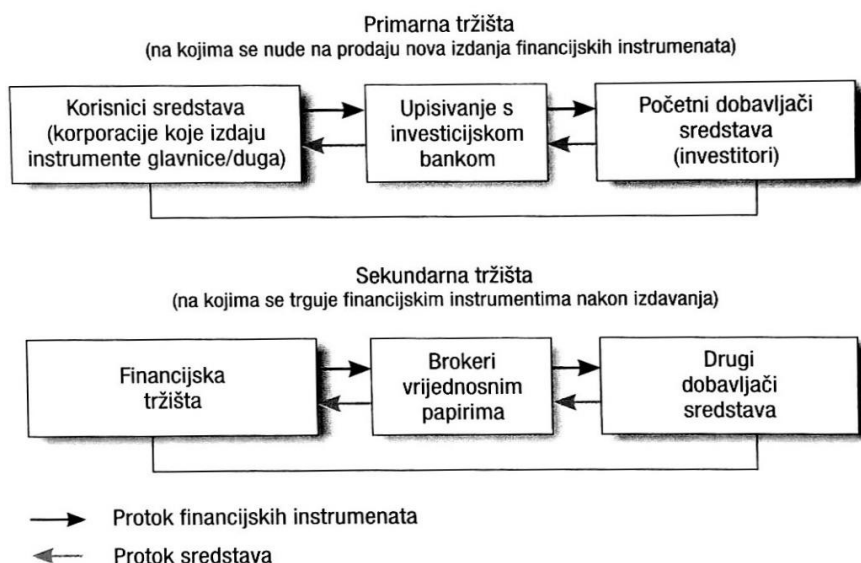 Primarna tržišta
(na kojima se nude na prodaju nova izdanja financijskih instrumenata)
Korisnici sredstava
(korporacije koje izdaju
instrumente glavnice/duga)
Upisivanje s
investicijskom
bankom
Početni dobavljači
sredstava
(investitori)
Sekundarna tržišta
(na kojima se trguje financijskim instrumentima nakon izdavanja)
Financijska
tržišta
Brokeri
vrijednosnim
papirima
Drugi
dobavljači
sredstava
Protok financijskih instrumenata
Protok sredstava